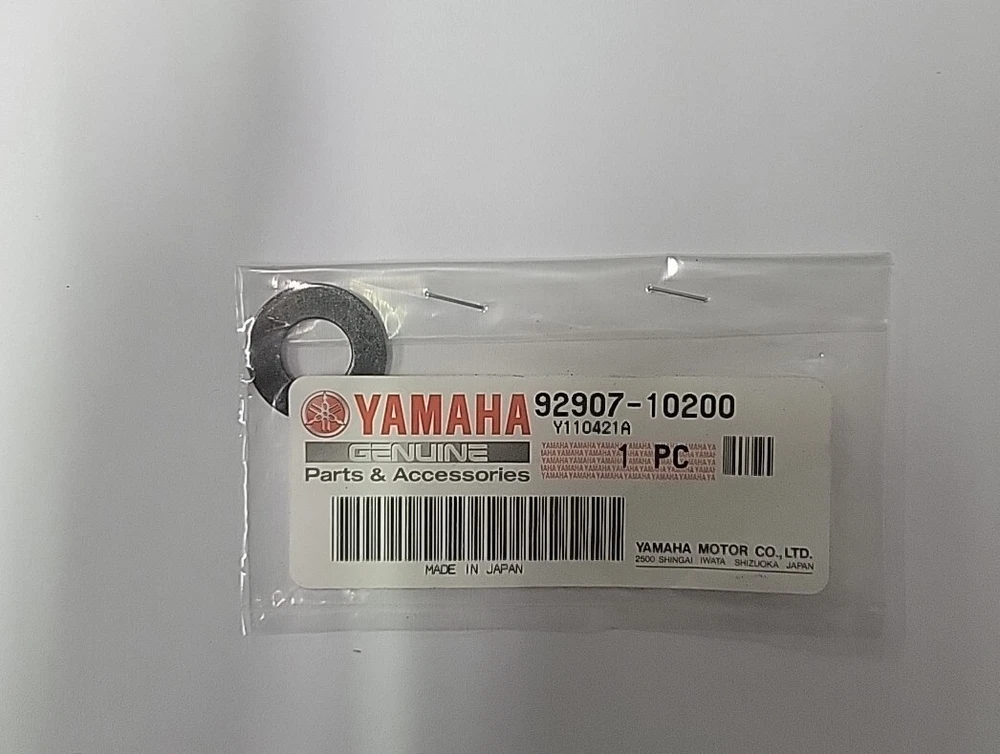 YAMAHA 92907-10200
Y110421A
GENUINE
Parts & Accessories
YAMAHAYAMAHAYAMAHAYAMAHAYAMAHAYAMAHAYA
1 PC
MADE IN JAPAN
YAMAHA MOTOR CO.,LTD.
2500 SHINGAI IWATA SHIZUOKA JAPAN